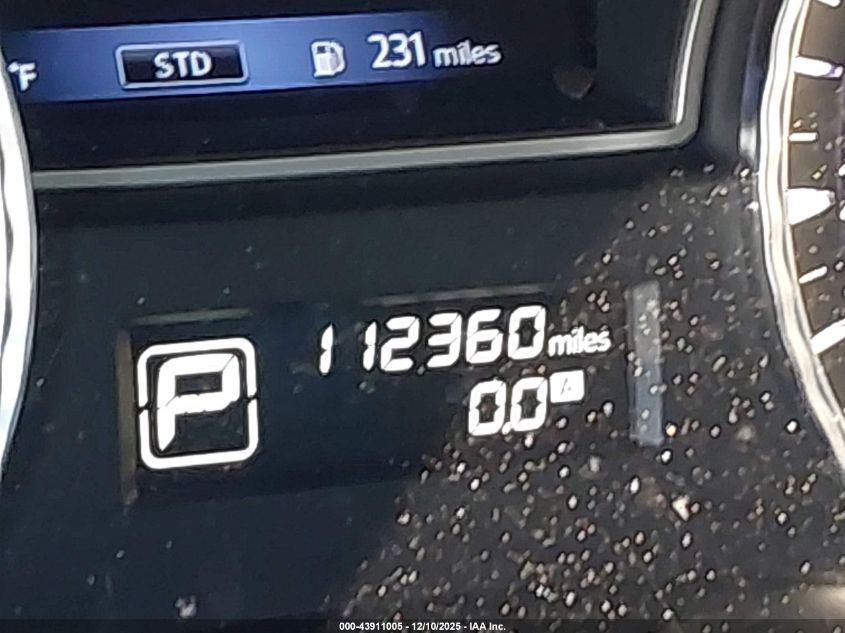 °F STD 231 miles
112360 miles
0.0 A
P
000-43911005 - 12/10/2025 - IAA Inc.